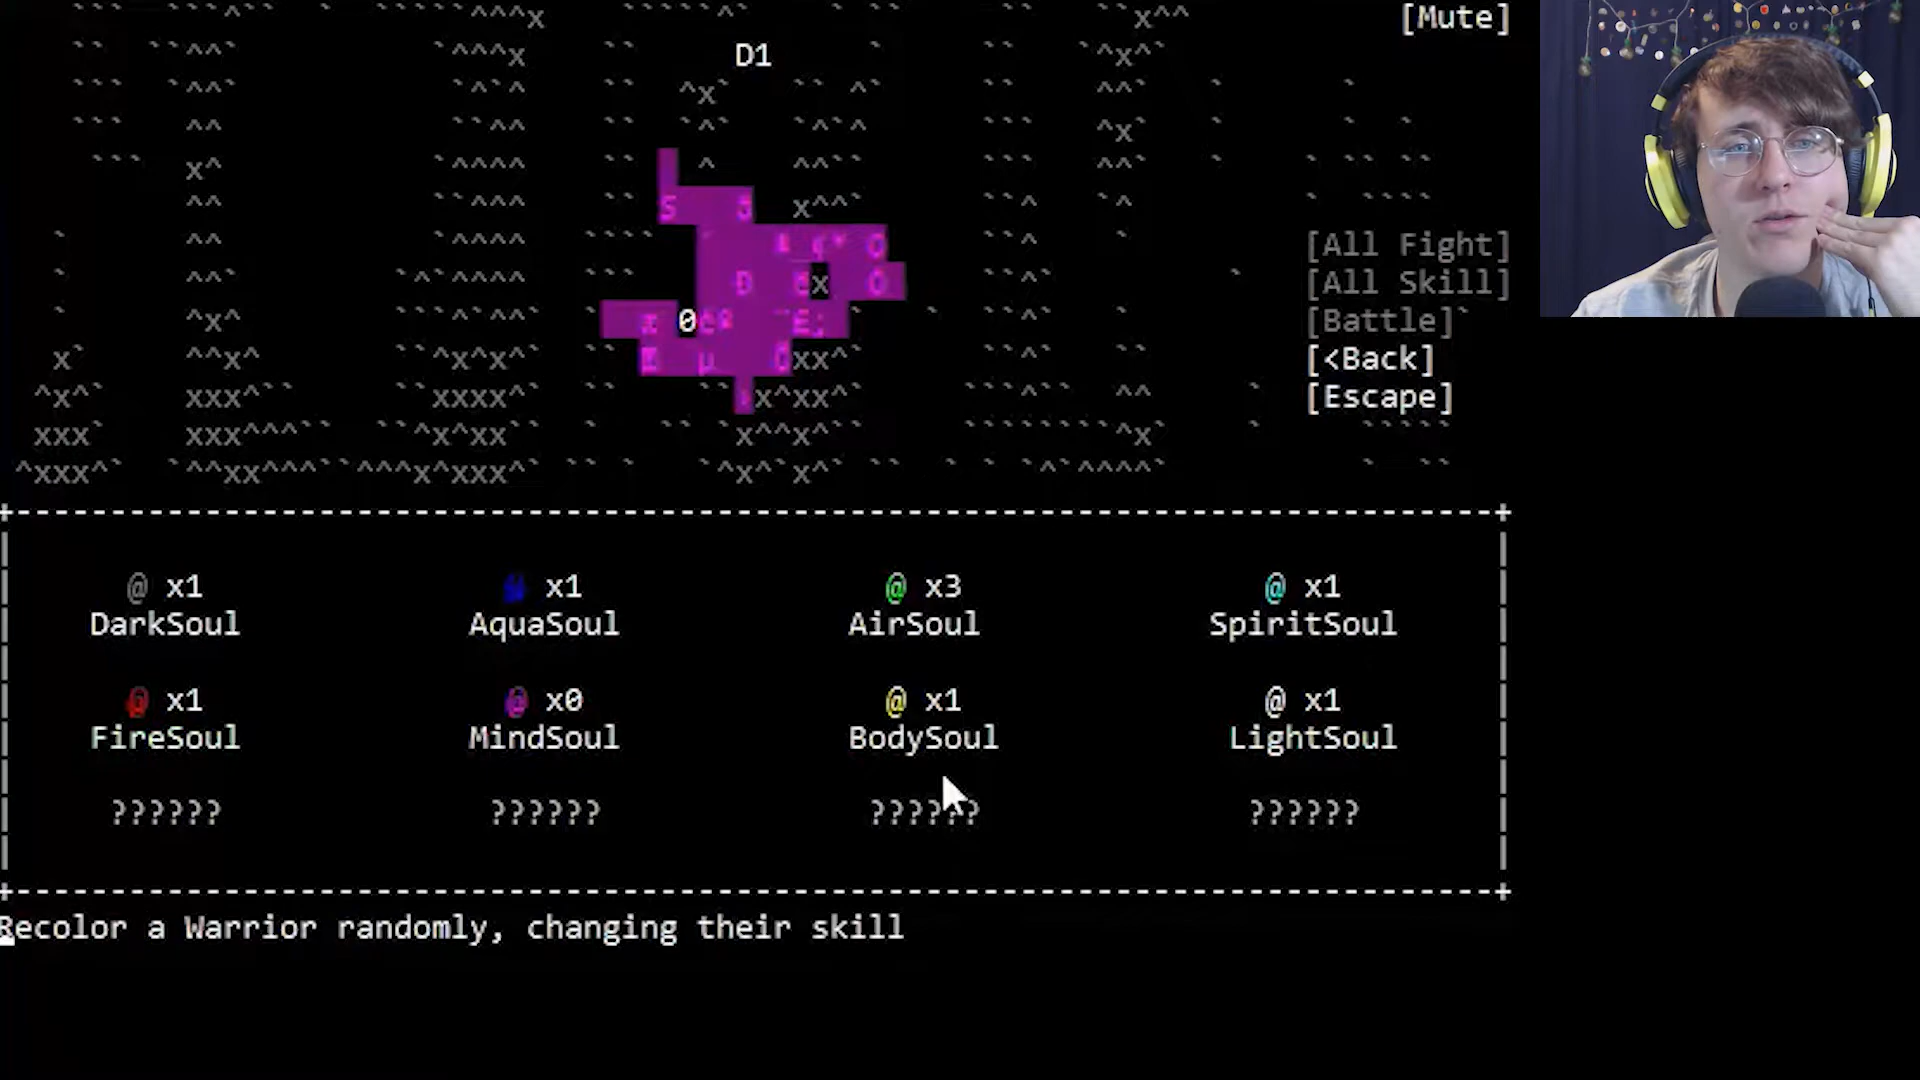 [Mute]
D1
[All Fight]
[All Skill]
[Battle]
[<Back]
[Escape]
@ x1 @ x1 @ x3 @ x1
DarkSoul AquaSoul AirSoul SpiritSoul
@ x1 @ x0 @ x1 @ x1
FireSoul MindSoul BodySoul LightSoul
?????? ?????? ?????? ??????
Recolor a Warrior randomly, changing their skill